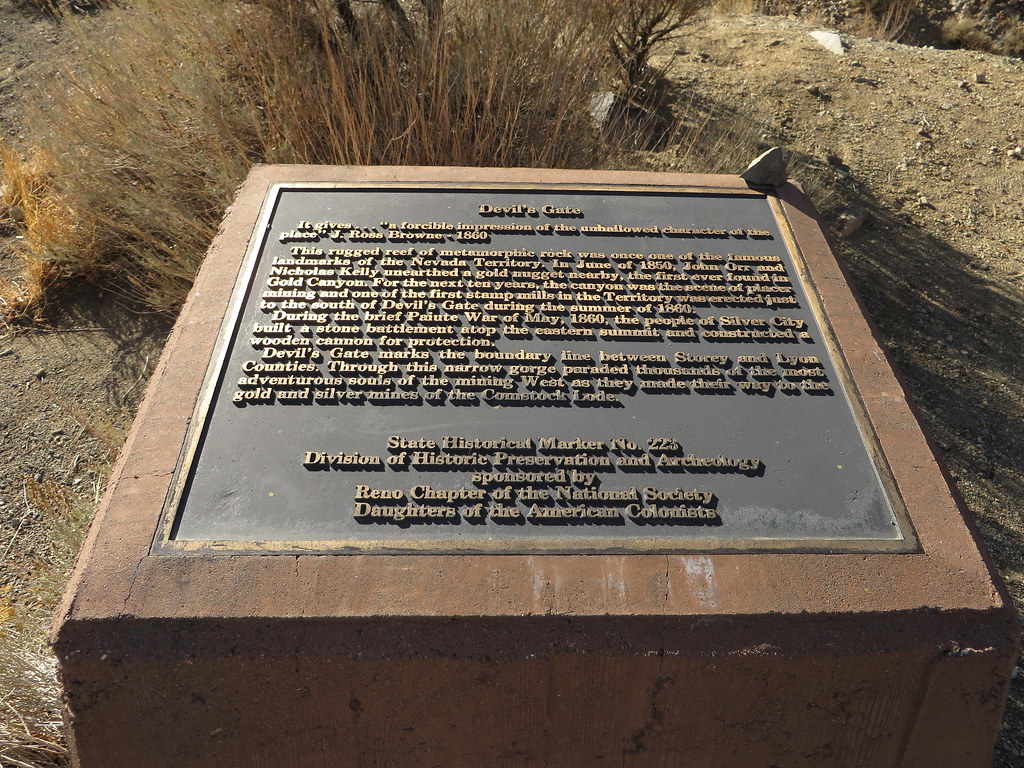 Devil's Gate
It gives . . . "a forcible impression of the unhallowed character of the
place" J. Ross Browne - 1860
This rugged reef of metamorphic rock was once one of the famous
landmarks of the Nevada Territory. In June of 1850, John Orr and
Nicholas Kelly unearthed a gold nugget nearby, the first ever found in
Gold Canyon. For the next ten years, the canyon was the scene of placer
mining and one of the first stamp mills in the Territory was erected just
to the south of Devil's Gate during the summer of 1860.
During the brief Paiute War of May, 1860, the people of Silver City
built a stone battlement atop the eastern summit and constructed a
wooden cannon for protection.
Devil's Gate marks the boundary line between Storey and Lyon
Counties. Through this narrow gorge paraded thousands of the most
adventurous souls of the mining West as they made their way to the
gold and silver mines of the Comstock Lode.
State Historical Marker No. 223
Division of Historic Preservation and Archeology
sponsored by
Reno Chapter of the National Society
Daughters of the American Colonists